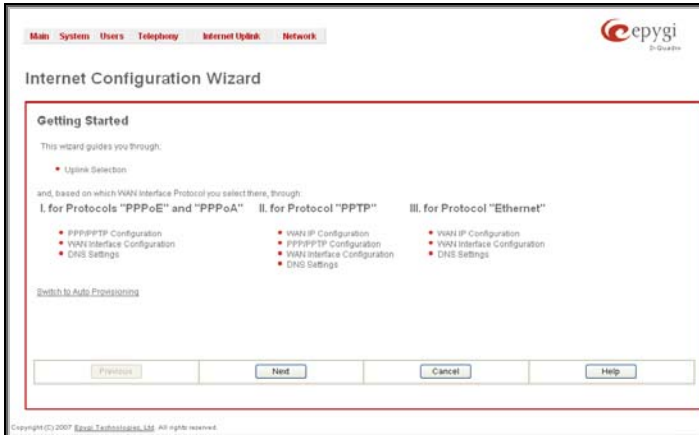 Main System Users Telephony Internet Uplink Network
epygi
Internet Configuration Wizard
Getting Started
This wizard guides you through:
Uplink Selection
and, based on which WAN Interface Protocol you select there, through:
I. for Protocols "PPPoE" and "PPPoA"
PPP/PPTP Configuration
WAN Interface Configuration
DNS Settings
II. for Protocol "PPTP"
WAN IP Configuration
PPP/PPTP Configuration
WAN Interface Configuration
DNS Settings
III. for Protocol "Ethernet"
WAN IP Configuration
WAN Interface Configuration
DNS Settings
Switch to Auto Provisioning
Previous Next Cancel Help
Copyright (C) 2007 Epygi Technologies, Ltd. All rights reserved.